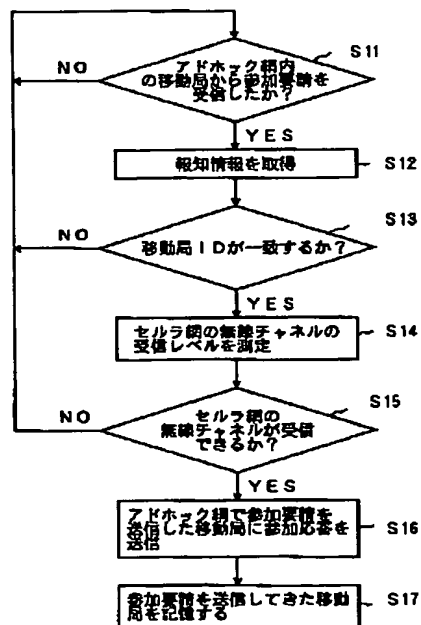 S11
アドホック網内
の移動局から参加要請を
受信したか?
NO
YES
報知情報を取得
S12
S13
移動局IDが一致するか?
NO
YES
セルラ網の無線チャネルの
受信レベルを測定
S14
S15
セルラ網の
無線チャネルが受信
できるか?
NO
YES
アドホック網で参加要請を
送信した移動局に参加応答を
送信
S16
参加要請を送信してきた移動
局を記憶する
S17